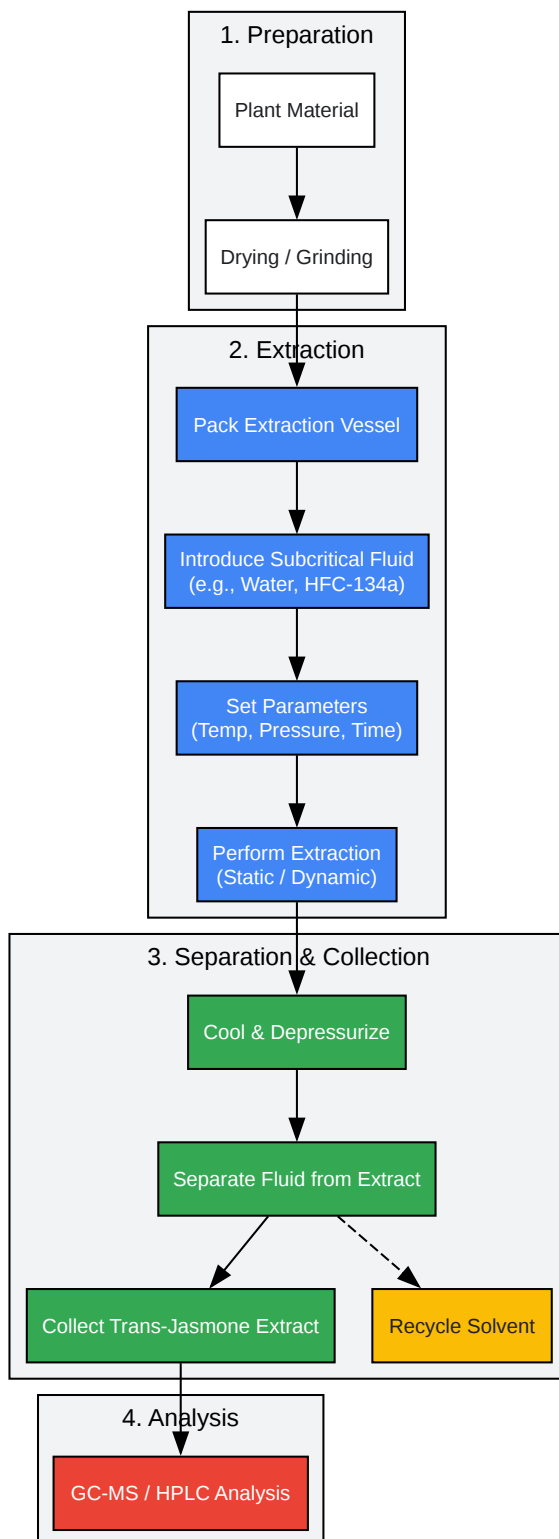 1. Preparation
Plant Material
Drying / Grinding
2. Extraction
Pack Extraction Vessel
Introduce Subcritical Fluid
(e.g., Water, HFC-134a)
Set Parameters
(Temp, Pressure, Time)
Perform Extraction
(Static / Dynamic)
3. Separation & Collection
Cool & Depressurize
Separate Fluid from Extract
Collect Trans-Jasmone Extract
Recycle Solvent
4. Analysis
GC-MS / HPLC Analysis